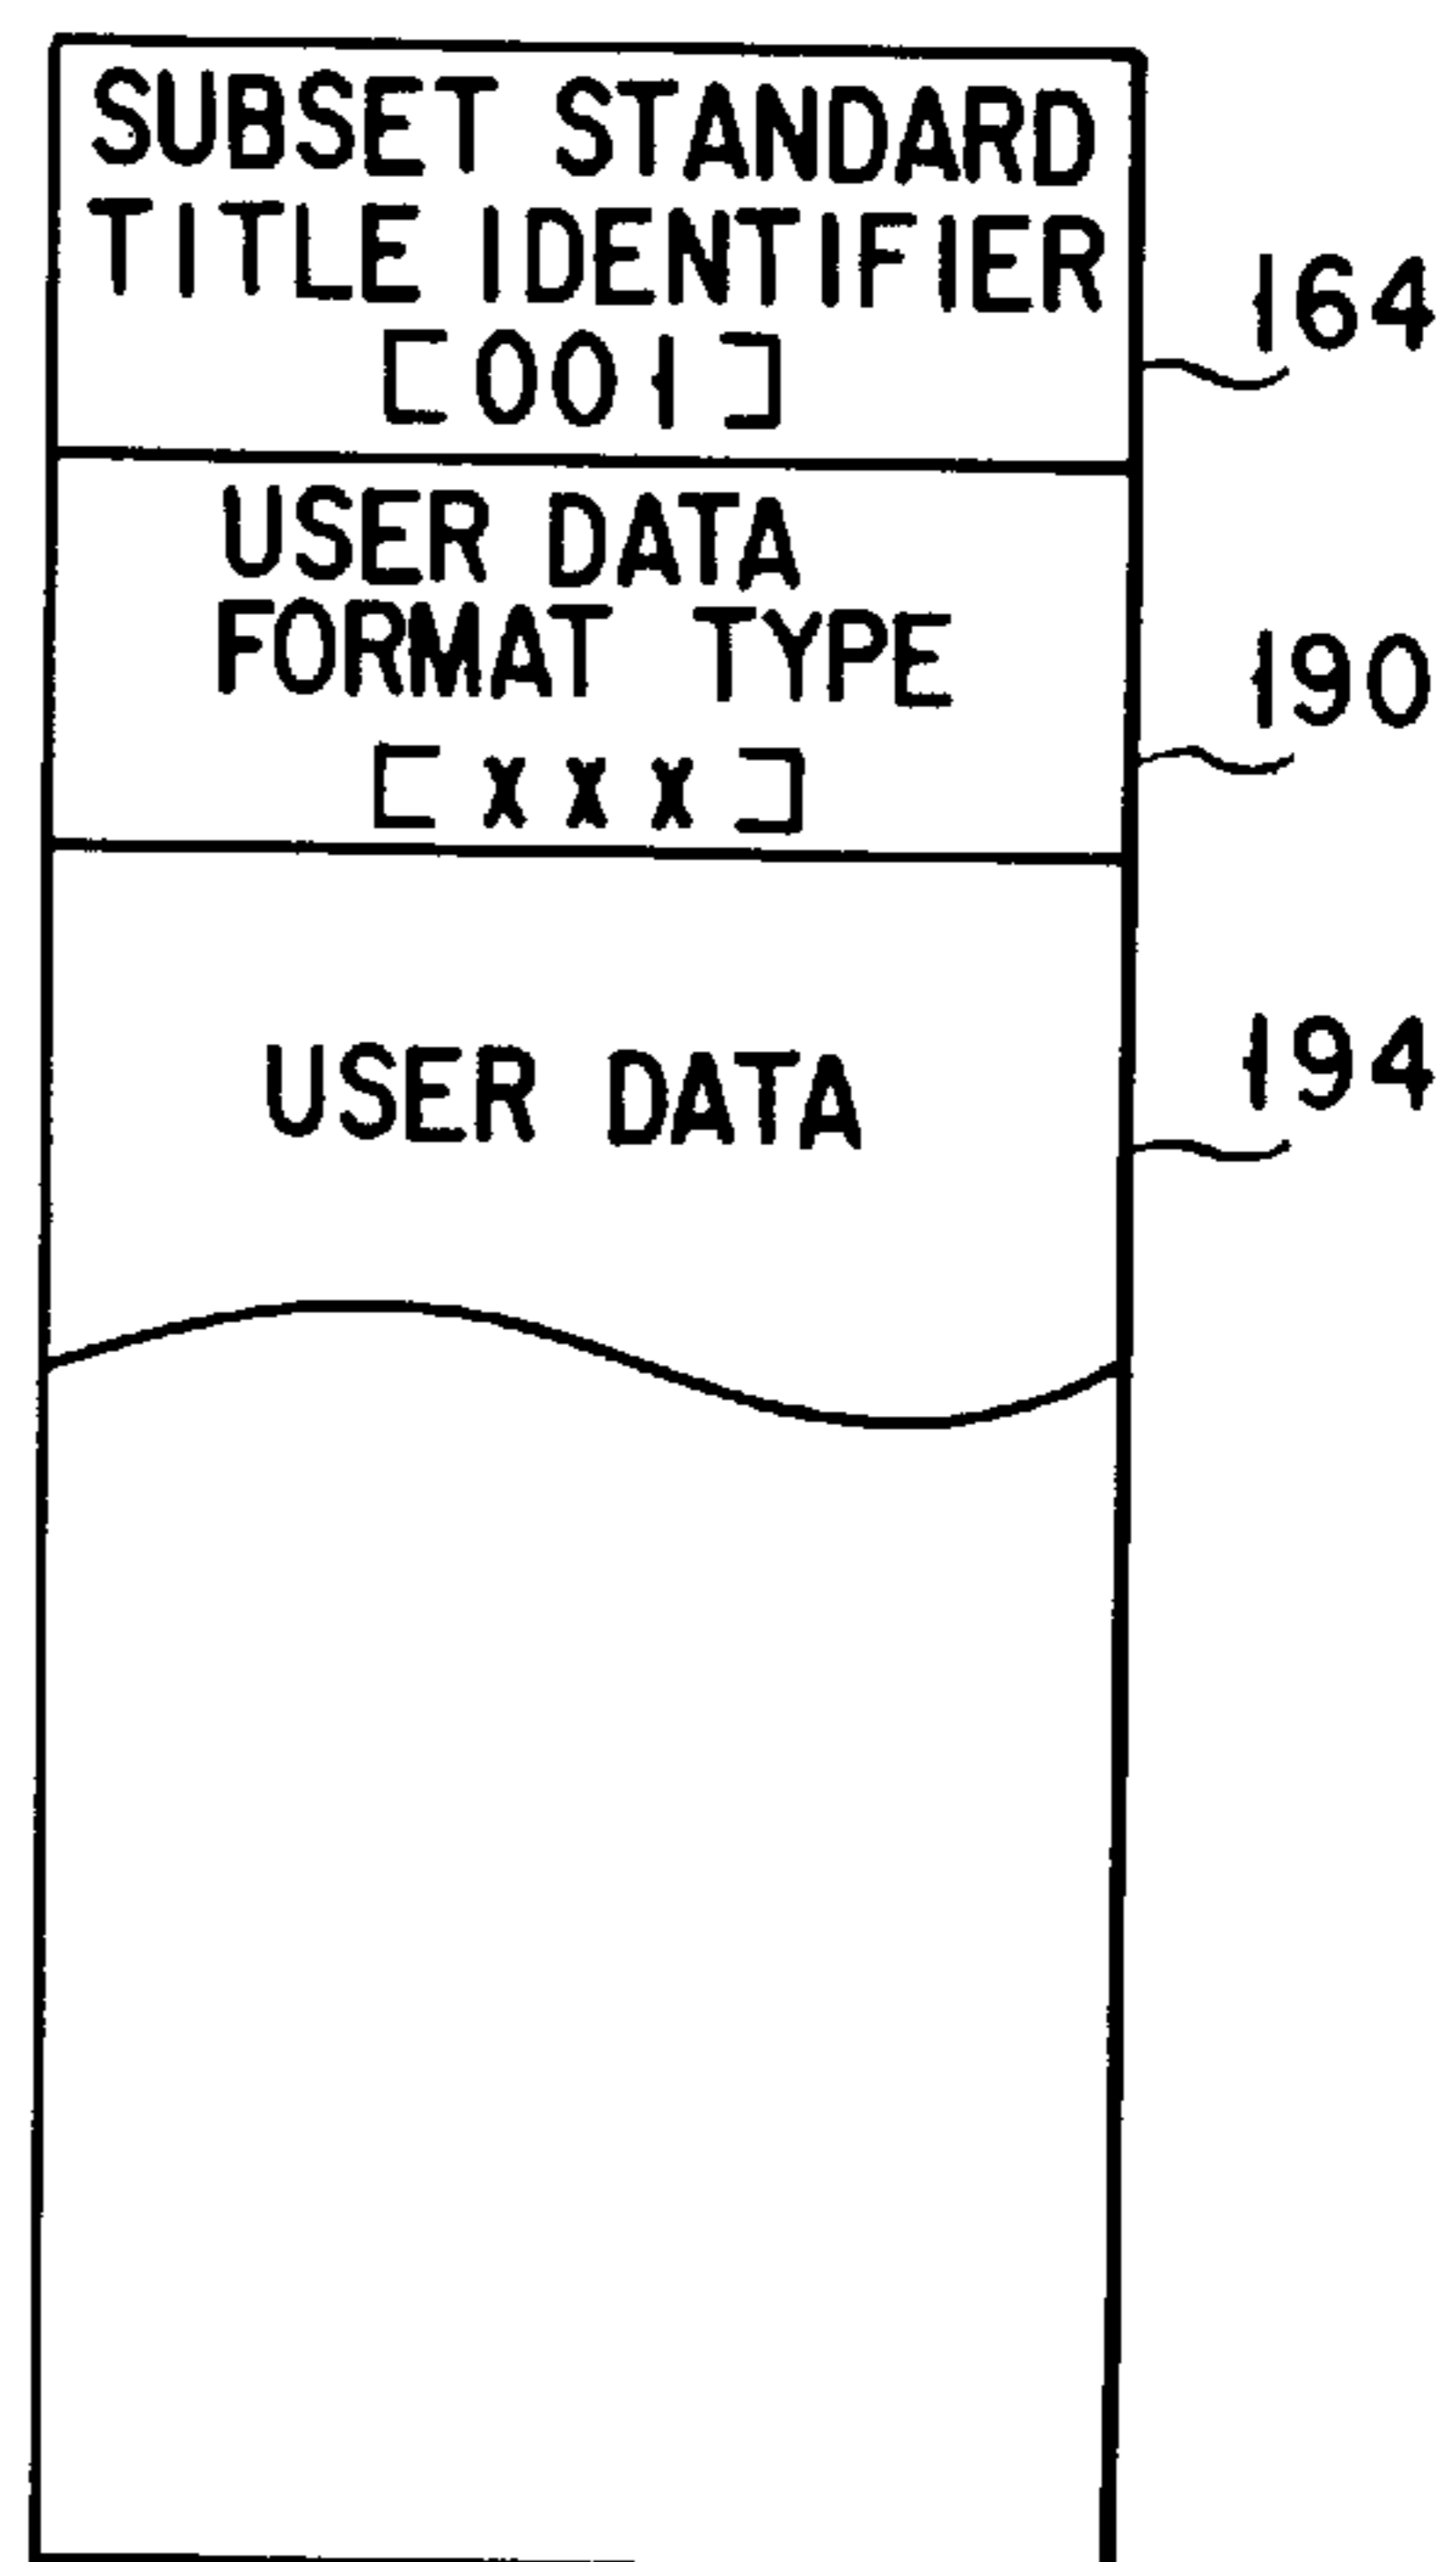 SUBSET STANDARD
TITLE IDENTIFIER
[001]
164
USER DATA
FORMAT TYPE
[xxx]
190
USER DATA
194